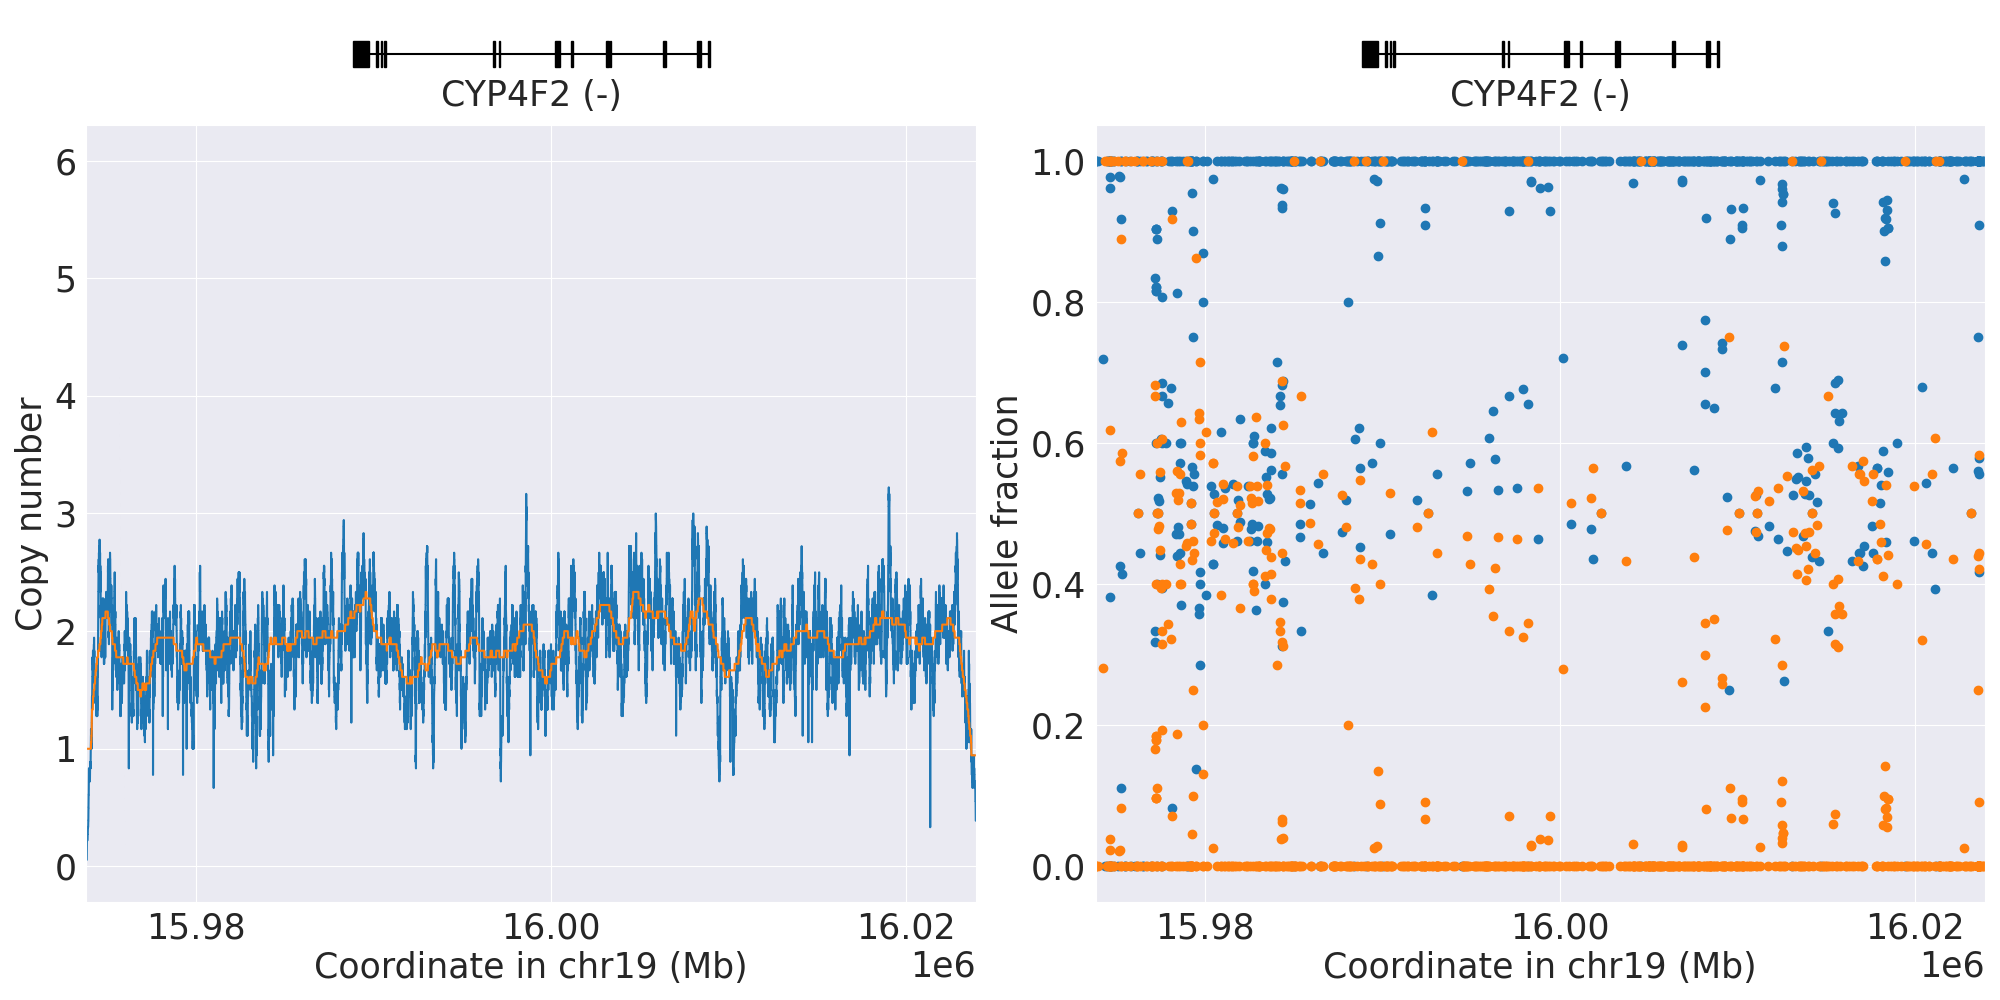 CYP4F2 (-)
6
5
4
3
2
1
0
Copy number
15.98
16.00
16.02
Coordinate in chr19 (Mb)
1e6
CYP4F2 (-)
1.0
0.8
0.6
0.4
0.2
0.0
Allele fraction
15.98
16.00
16.02
Coordinate in chr19 (Mb)
1e6